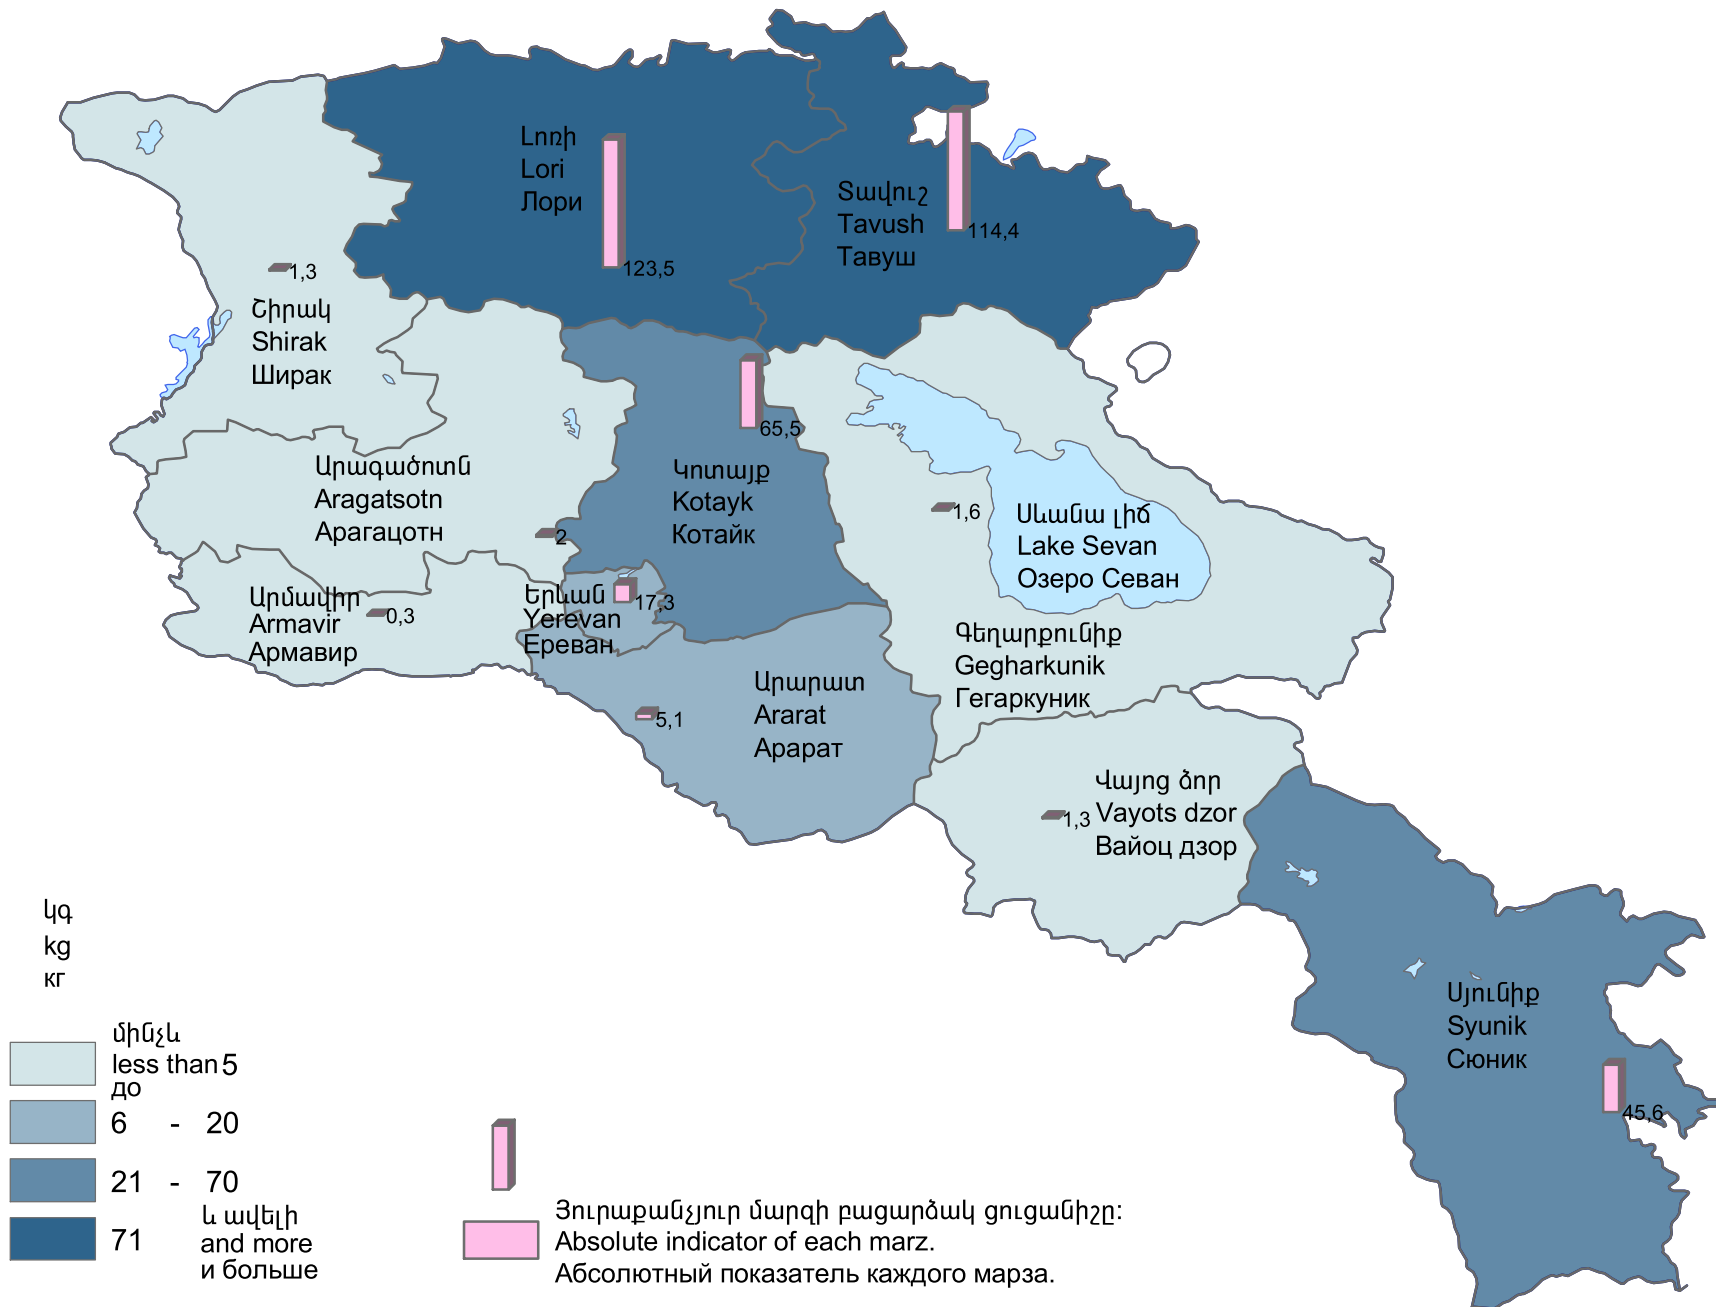 Լոռի
Lori
Лори
123,5
Տավուշ
Tavush
Тавуш
114,4
1,3
Շիրակ
Shirak
Ширак
65,5
Արագածոտն
Aragatsotn
Арагацотн
2
Կոտայք
Kotayk
Котайк
1,6
Սևանա լիճ
Lake Sevan
Озеро Севан
Արմավիր
Armavir
Армавир
0,3
Երևան
Yerevan
Ереван
17,3
Գեղարքունիք
Gegharkunik
Гегаркуник
Արարատ
Ararat
Арарат
5,1
Վայոց ձոր
Vayots dzor
Вайоц дзор
1,3
Սյունիք
Syunik
Сюник
45,6
կգ
kg
кг
մինչև
less than 5
до
6 - 20
21 - 70
71
և ավելի
and more
и больше
Յուրաքանչյուր մարզի բացարձակ ցուցանիշը:
Absolute indicator of each marz.
Абсолютный показатель каждого марза.